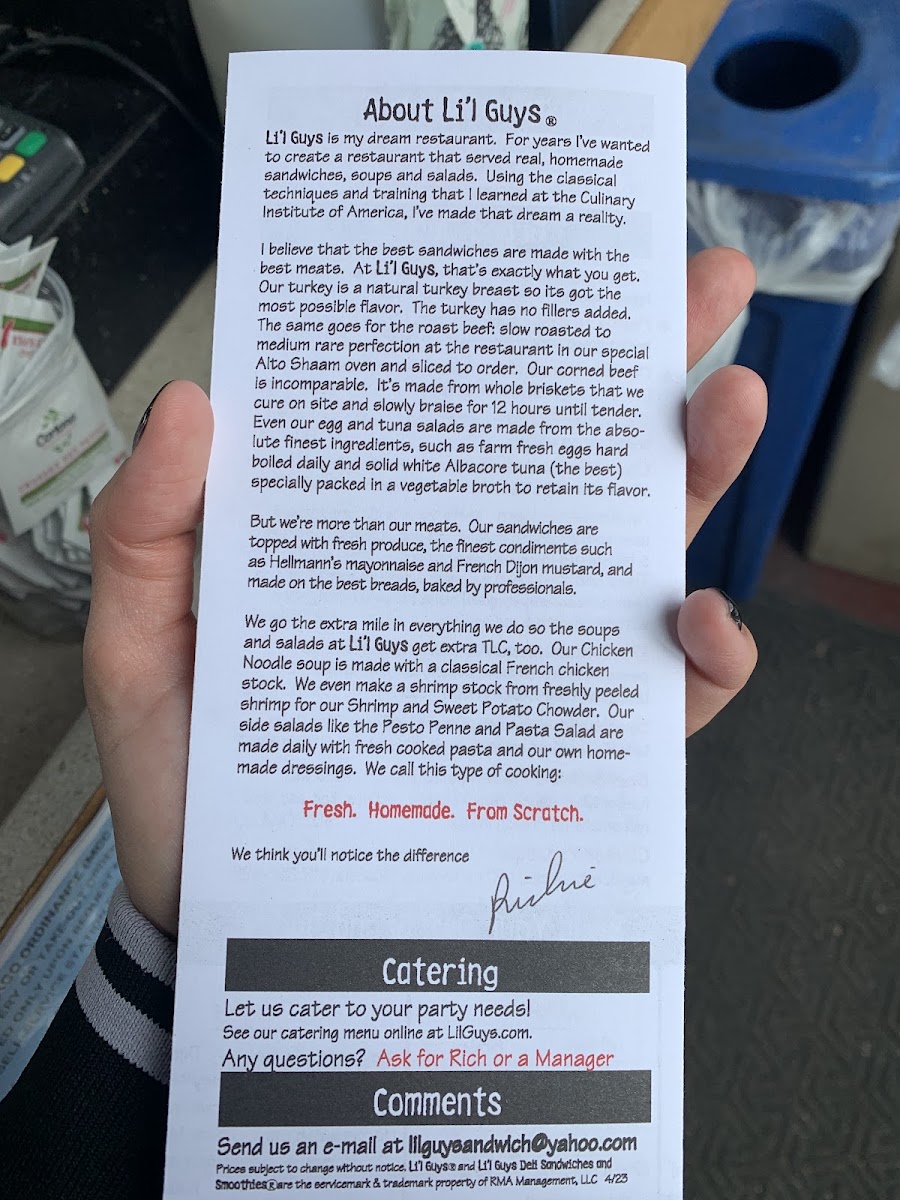 About Li'l Guys®
Li'l Guys is my dream restaurant. For years I've wanted
to create a restaurant that served real, homemade
sandwiches, soups and salads. Using the classical
techniques and training that I learned at the Culinary
Institute of America, I've made that dream a reality.
I believe that the best sandwiches are made with the
best meats. At Li'l Guys, that's exactly what you get.
Our turkey is a natural turkey breast so its got the
most possible flavor. The turkey has no fillers added.
The same goes for the roast beef: slow roasted to
medium rare perfection at the restaurant in our special
Alto Shaam oven and sliced to order. Our corned beef
is incomparable. It's made from whole briskets that we
cure on site and slowly braise for 12 hours until tender.
Even our egg and tuna salads are made from the abso-
lute finest ingredients, such as farm fresh eggs hard
boiled daily and solid white Albacore tuna (the best)
specially packed in a vegetable broth to retain its flavor.
But we're more than our meats. Our sandwiches are
topped with fresh produce, the finest condiments such
as Hellmann's mayonnaise and French Dijon mustard, and
made on the best breads, baked by professionals.
We go the extra mile in everything we do so the soups
and salads at Li'l Guys get extra TLC, too. Our Chicken
Noodle soup is made with a classical French chicken
stock. We even make a shrimp stock from freshly peeled
shrimp for our Shrimp and Sweet Potato Chowder. Our
side salads like the Pesto Penne and Pasta Salad are
made daily with fresh cooked pasta and our own home-
made dressings. We call this type of cooking:
Fresh. Homemade. From Scratch.
We think you'll notice the difference
Richie
Catering
Let us cater to your party needs!
See our catering menu online at LilGuys.com.
Any questions? Ask for Rich or a Manager
Comments
Send us an e-mail at lilguysandwich@yahoo.com
Prices subject to change without notice. Li'l Guys® and Li'l Guys Deli Sandwiches and
Smoothies® are the servicemark & trademark property of RMA Management, LLC 4/23